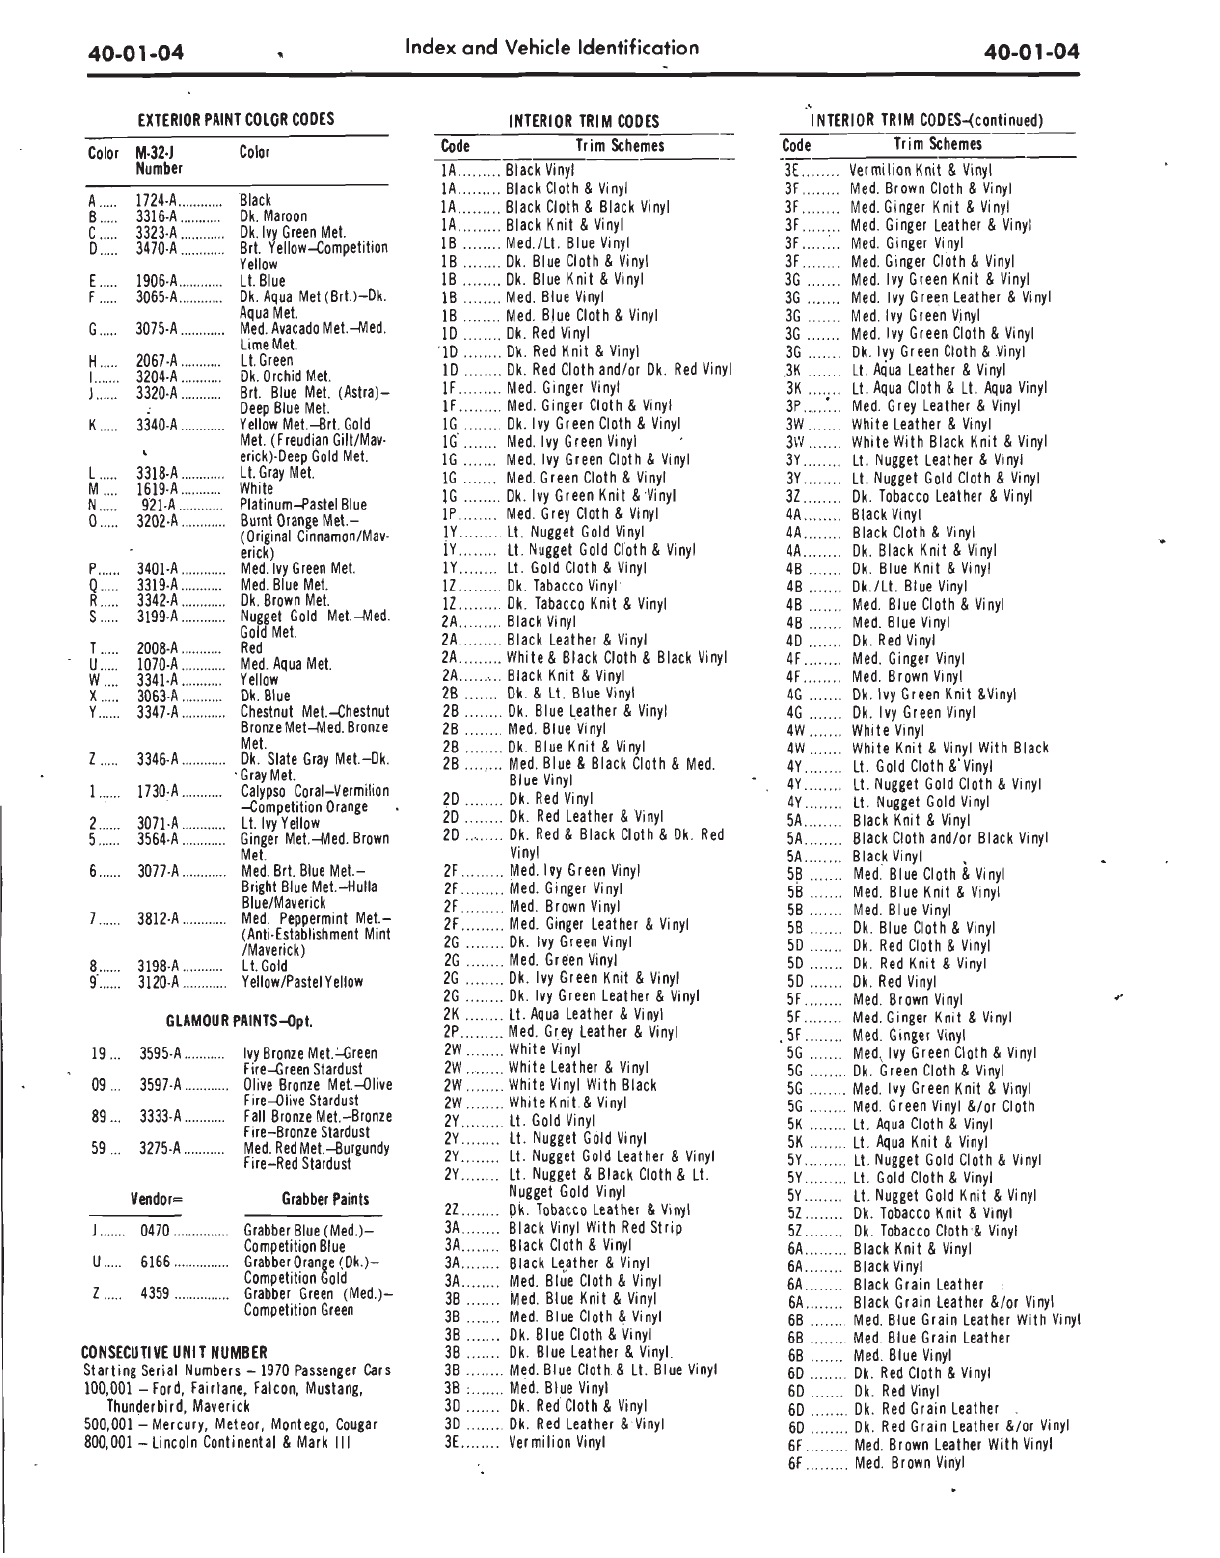 40-01-04 Index and Vehicle Identification 40-01-04
EXTERIOR PAINT COLOR CODES
Color M-32-J Color
Number
A ..... 1724-A............ Black
B ..... 3316-A ........... Dk. Maroon
C ..... 3323-A ............ Dk. Ivy Green Met.
D ..... 3470-A ............ Brt. Yellow–Competition
Yellow
E ..... 1906-A............ Lt. Blue
F ..... 3065-A............ Dk. Aqua Met (Brt.)–Dk.
Aqua Met.
G ..... 3075-A ............ Med. Avacado Met.–Med.
Lime Met.
H ..... 2067-A ........... Lt. Green
I ....... 3204-A ........... Dk. Orchid Met.
J ...... 3320-A ........... Brt. Blue Met. (Astra)–
Deep Blue Met.
K ..... 3340-A ............ Yellow Met.–Brt. Gold
Met. (Freudian Gilt/Mav-
erick)-Deep Gold Met.
L ..... 3318-A ............ Lt. Gray Met.
M .... 1619-A ........... White
N ..... 921-A ............ Platinum–Pastel Blue
O ..... 3202-A ............ Burnt Orange Met.–
(Original Cinnamon/Mav-
erick)
P...... 3401-A ............ Med. Ivy Green Met.
Q ..... 3319-A ........... Med. Blue Met.
R ..... 3342-A ............ Dk. Brown Met.
S ..... 3199-A ............ Nugget Gold Met.–Med.
Gold Met.
T ..... 2008-A ........... Red
U ..... 1070-A ............ Med. Aqua Met.
W .... 3341-A ............ Yellow
X ..... 3063-A ........... Dk. Blue
Y...... 3347-A ............ Chestnut Met.–Chestnut
Bronze Met–Med. Bronze
Met.
Z ..... 3346-A ............ Dk. Slate Gray Met.–Dk.
Gray Met.
1 ...... 1730-A ........... Calypso Coral–Vermilion
–Competition Orange
2 ...... 3071-A ............ Lt. Ivy Yellow
5 ...... 3564-A ............ Ginger Met.–Med. Brown
Met.
6 ...... 3077-A ............ Med. Brt. Blue Met.–
Bright Blue Met.–Hulla
Blue/Maverick
7 ...... 3812-A ............ Med. Peppermint Met.–
(Anti-Establishment Mint
/Maverick)
8 ...... 3198-A ........... Lt. Gold
9 ...... 3120-A ............ Yellow/Pastel Yellow
GLAMOUR PAINTS–Opt.
19 ... 3595-A ........... Ivy Bronze Met.–Green
Fire–Green Stardust
09 ... 3597-A ............ Olive Bronze Met.–Olive
Fire–Olive Stardust
89 ... 3333-A ........... Fall Bronze Met.–Bronze
Fire–Bronze Stardust
59 ... 3275-A ........... Med. Red Met.–Burgundy
Fire–Red Stardust
Vendor= Grabber Paints
J ....... 0470 ............... Grabber Blue (Med.)–
Competition Blue
U ..... 6166 ............... Grabber Orange (Dk.)–
Competition Gold
Z ..... 4359 ............... Grabber Green (Med.)–
Competition Green
CONSECUTIVE UNIT NUMBER
Starting Serial Numbers – 1970 Passenger Cars
100,001 – Ford, Fairlane, Falcon, Mustang,
Thunderbird, Maverick
500,001 – Mercury, Meteor, Montego, Cougar
800,001 – Lincoln Continental & Mark III
INTERIOR TRIM CODES
Code Trim Schemes
1A ......... Black Vinyl
1A ......... Black Cloth & Vinyl
1A ......... Black Cloth & Black Vinyl
1A ......... Black Knit & Vinyl
1B ........ Med./Lt. Blue Vinyl
1B ........ Dk. Blue Cloth & Vinyl
1B ........ Dk. Blue Knit & Vinyl
1B ........ Med. Blue Vinyl
1B ........ Med. Blue Cloth & Vinyl
1D ........ Dk. Red Vinyl
1D ........ Dk. Red Knit & Vinyl
1D ........ Dk. Red Cloth and/or Dk. Red Vinyl
1F ......... Med. Ginger Vinyl
1F ......... Med. Ginger Cloth & Vinyl
1G ........ Dk. Ivy Green Cloth & Vinyl
1G ....... Med. Ivy Green Vinyl
1G ....... Med. Ivy Green Cloth & Vinyl
1G ....... Med. Green Cloth & Vinyl
1G ........ Dk. Ivy Green Knit & Vinyl
1P ........ Med. Grey Cloth & Vinyl
1Y ......... Lt. Nugget Gold Vinyl
1Y ........ Lt. Nugget Gold Cloth & Vinyl
1Y ........ Lt. Gold Cloth & Vinyl
1Z ......... Dk. Tabacco Vinyl
1Z ......... Dk. Tabacco Knit & Vinyl
2A ......... Black Vinyl
2A ......... Black Leather & Vinyl
2A ......... White & Black Cloth & Black Vinyl
2A ......... Black Knit & Vinyl
2B ....... Dk. & Lt. Blue Vinyl
2B ........ Dk. Blue Leather & Vinyl
2B ........ Med. Blue Vinyl
2B ........ Dk. Blue Knit & Vinyl
2B ........ Med. Blue & Black Cloth & Med.
Blue Vinyl
2D ........ Dk. Red Vinyl
2D ........ Dk. Red Leather & Vinyl
2D ........ Dk. Red & Black Cloth & Dk. Red
Vinyl
2F ......... Med. Ivy Green Vinyl
2F ......... Med. Ginger Vinyl
2F ......... Med. Brown Vinyl
2F ......... Med. Ginger Leather & Vinyl
2G ........ Dk. Ivy Green Vinyl
2G ........ Med. Green Vinyl
2G ........ Dk. Ivy Green Knit & Vinyl
2G ........ Dk. Ivy Green Leather & Vinyl
2K ........ Lt. Aqua Leather & Vinyl
2P ......... Med. Grey Leather & Vinyl
2W ........ White Vinyl
2W ........ White Leather & Vinyl
2W ........ White Vinyl With Black
2W ........ White Knit & Vinyl
2Y ......... Lt. Gold Vinyl
2Y ........ Lt. Nugget Gold Vinyl
2Y ........ Lt. Nugget Gold Leather & Vinyl
2Y ........ Lt. Nugget & Black Cloth & Lt.
Nugget Gold Vinyl
2Z ........ Dk. Tobacco Leather & Vinyl
3A ........ Black Vinyl With Red Strip
3A ........ Black Cloth & Vinyl
3A ........ Black Leather & Vinyl
3A ........ Med. Blue Cloth & Vinyl
3B ....... Med. Blue Knit & Vinyl
3B ....... Med. Blue Cloth & Vinyl
3B ....... Dk. Blue Cloth & Vinyl
3B ....... Dk. Blue Leather & Vinyl.
3B ....... Med. Blue Cloth & Lt. Blue Vinyl
3B ....... Med. Blue Vinyl
3D ....... Dk. Red Cloth & Vinyl
3D ....... Dk. Red Leather & Vinyl
3E ........ Vermilion Vinyl
INTERIOR TRIM CODES–(continued)
Code Trim Schemes
3E ........ Vermilion Knit & Vinyl
3F ........ Med. Brown Cloth & Vinyl
3F ........ Med. Ginger Knit & Vinyl
3F ........ Med. Ginger Leather & Vinyl
3F ........ Med. Ginger Vinyl
3F ........ Med. Ginger Cloth & Vinyl
3G ....... Med. Ivy Green Knit & Vinyl
3G ....... Med. Ivy Green Leather & Vinyl
3G ....... Med. Ivy Green Vinyl
3G ....... Med. Ivy Green Cloth & Vinyl
3G ....... Dk. Ivy Green Cloth & Vinyl
3K ....... Lt. Aqua Leather & Vinyl
3K ....... Lt. Aqua Cloth & Lt. Aqua Vinyl
3P ........ Med. Grey Leather & Vinyl
3W ....... White Leather & Vinyl
3W ....... White With Black Knit & Vinyl
3Y ........ Lt. Nugget Leather & Vinyl
3Y ........ Lt. Nugget Gold Cloth & Vinyl
3Z ........ Dk. Tobacco Leather & Vinyl
4A ........ Black Vinyl
4A ........ Black Cloth & Vinyl
4A ........ Dk. Black Knit & Vinyl
4B ....... Dk. Blue Knit & Vinyl
4B ....... Dk./Lt. Blue Vinyl
4B ....... Med. Blue Cloth & Vinyl
4B ....... Med. Blue Vinyl
4D ....... Dk. Red Vinyl
4F ........ Med. Ginger Vinyl
4F ........ Med. Brown Vinyl
4G ....... Dk. Ivy Green Knit &Vinyl
4G ....... Dk. Ivy Green Vinyl
4W ....... White Vinyl
4W ....... White Knit & Vinyl With Black
4Y ........ Lt. Gold Cloth & Vinyl
4Y ........ Lt. Nugget Gold Cloth & Vinyl
4Y ........ Lt. Nugget Gold Vinyl
5A ........ Black Knit & Vinyl
5A ........ Black Cloth and/or Black Vinyl
5A ........ Black Vinyl
5B ....... Med. Blue Cloth & Vinyl
5B ....... Med. Blue Knit & Vinyl
5B ....... Med. Blue Vinyl
5B ....... Dk. Blue Cloth & Vinyl
5D ....... Dk. Red Cloth & Vinyl
5D ....... Dk. Red Knit & Vinyl
5D ....... Dk. Red Vinyl
5F ........ Med. Brown Vinyl
5F ........ Med. Ginger Knit & Vinyl
5F ........ Med. Ginger Vinyl
5G ....... Med. Ivy Green Cloth & Vinyl
5G ........ Dk. Green Cloth & Vinyl
5G ........ Med. Ivy Green Knit & Vinyl
5G ........ Med. Green Vinyl &/or Cloth
5K ........ Lt. Aqua Cloth & Vinyl
5K ........ Lt. Aqua Knit & Vinyl
5Y ......... Lt. Nugget Gold Cloth & Vinyl
5Y ......... Lt. Gold Cloth & Vinyl
5Y ......... Lt. Nugget Gold Knit & Vinyl
5Z ........ Dk. Tobacco Knit & Vinyl
5Z ........ Dk. Tobacco Cloth & Vinyl
6A ......... Black Knit & Vinyl
6A ........ Black Vinyl
6A ........ Black Grain Leather
6A ........ Black Grain Leather &/or Vinyl
6B ....... Med. Blue Grain Leather With Vinyl
6B ....... Med. Blue Grain Leather
6B ....... Med. Blue Vinyl
6D ........ Dk. Red Cloth & Vinyl
6D ....... Dk. Red Vinyl
6D ........ Dk. Red Grain Leather
6D ........ Dk. Red Grain Leather &/or Vinyl
6F ......... Med. Brown Leather With Vinyl
6F ......... Med. Brown Vinyl